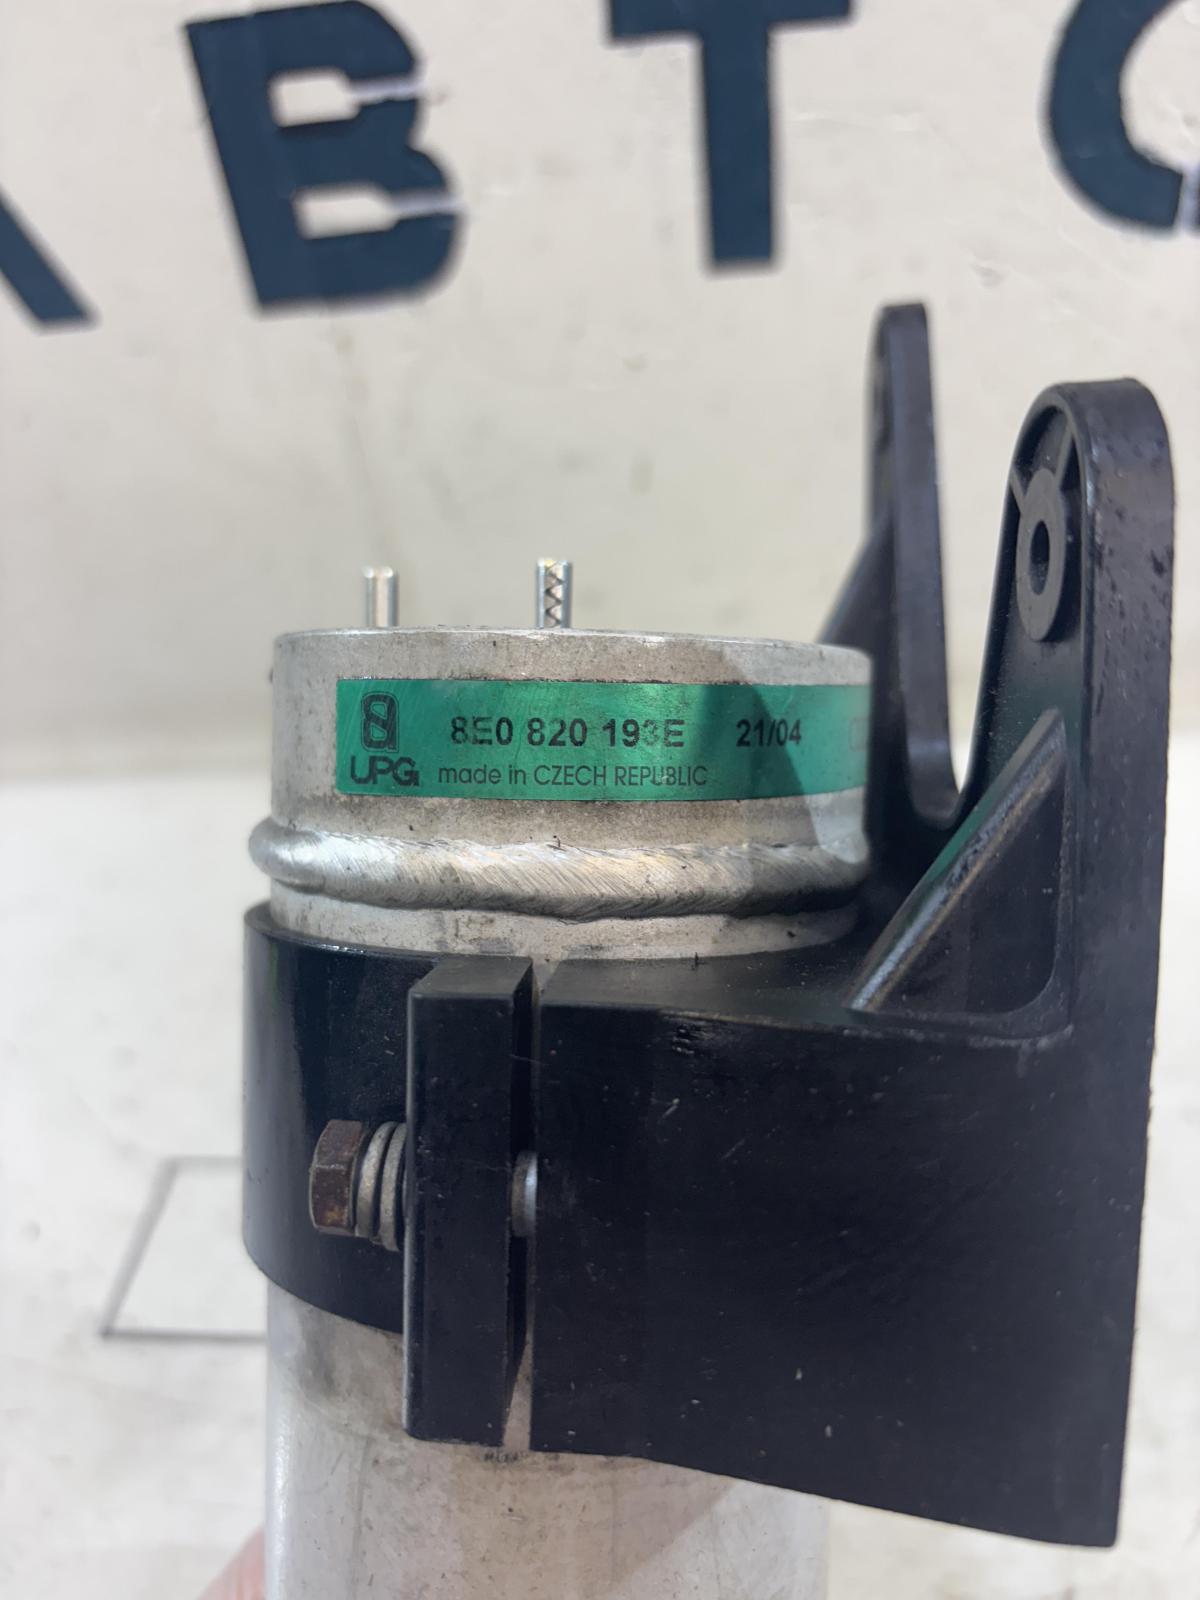 АВТО
8E0 820 193E 21/04
UPG made in CZECH REPUBLIC